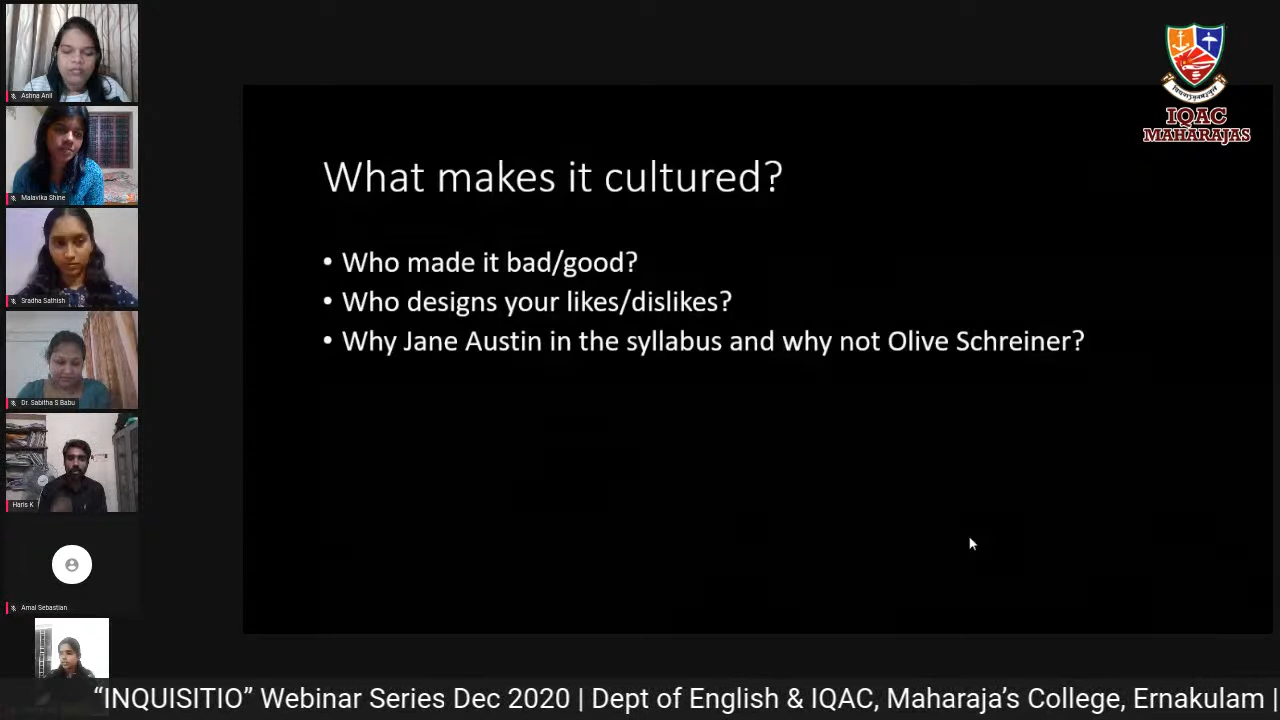 Ashna Anil
Malavika Shine
Sradha Sathish
Dr. Sabitha S Babu
Haris K
Amal Sebastian
IQAC
MAHARAJAS
What makes it cultured?
• Who made it bad/good?
• Who designs your likes/dislikes?
• Why Jane Austin in the syllabus and why not Olive Schreiner?
“INQUISITIO” Webinar Series Dec 2020 | Dept of English & IQAC, Maharaja’s College, Ernakulam |